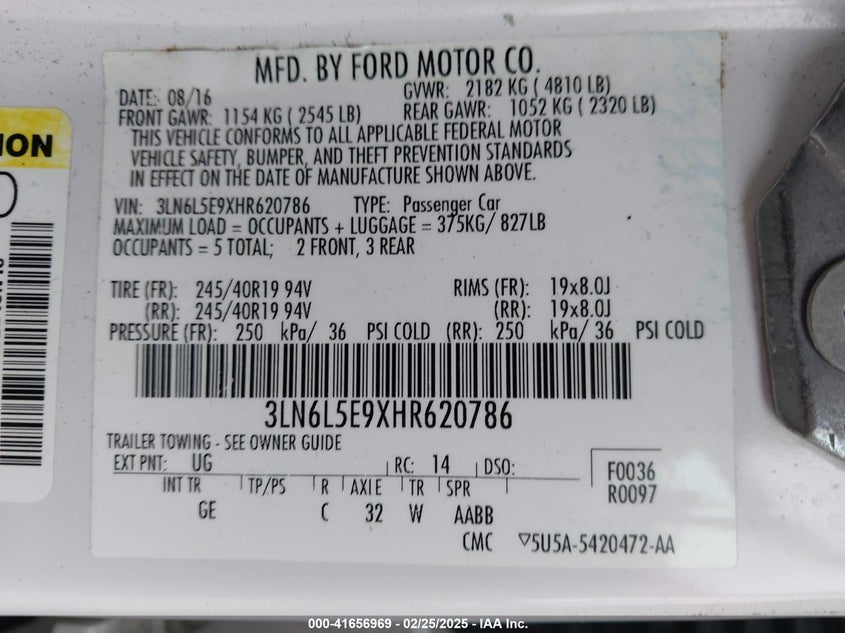 MFD. BY FORD MOTOR CO.
DATE: 08/16
GVWR: 2182 KG ( 4810 LB)
FRONT GAWR: 1154 KG ( 2545 LB)
REAR GAWR: 1052 KG ( 2320 LB)
THIS VEHICLE CONFORMS TO ALL APPLICABLE FEDERAL MOTOR
VEHICLE SAFETY, BUMPER, AND THEFT PREVENTION STANDARDS
IN EFFECT ON THE DATE OF MANUFACTURE SHOWN ABOVE.
VIN: 3LN6L5E9XHR620786 TYPE: Passenger Car
MAXIMUM LOAD = OCCUPANTS + LUGGAGE = 375KG/ 827LB
OCCUPANTS = 5 TOTAL; 2 FRONT, 3 REAR
TIRE (FR): 245/40R19 94V RIMS (FR): 19x8.0J
(RR): 245/40R19 94V (RR): 19x8.0J
PRESSURE (FR): 250 kPa/ 36 PSI COLD (RR): 250 kPa/ 36 PSI COLD
3LN6L5E9XHR620786
TRAILER TOWING - SEE OWNER GUIDE
EXT PNT: UG RC: 14 DSO:
F0036
R0097
INT TR TP/PS R AXIE TR SPR
GE C 32 W AABB
CMC ▽5U5A-5420472-AA
000-41656969 - 02/25/2025 - IAA Inc.